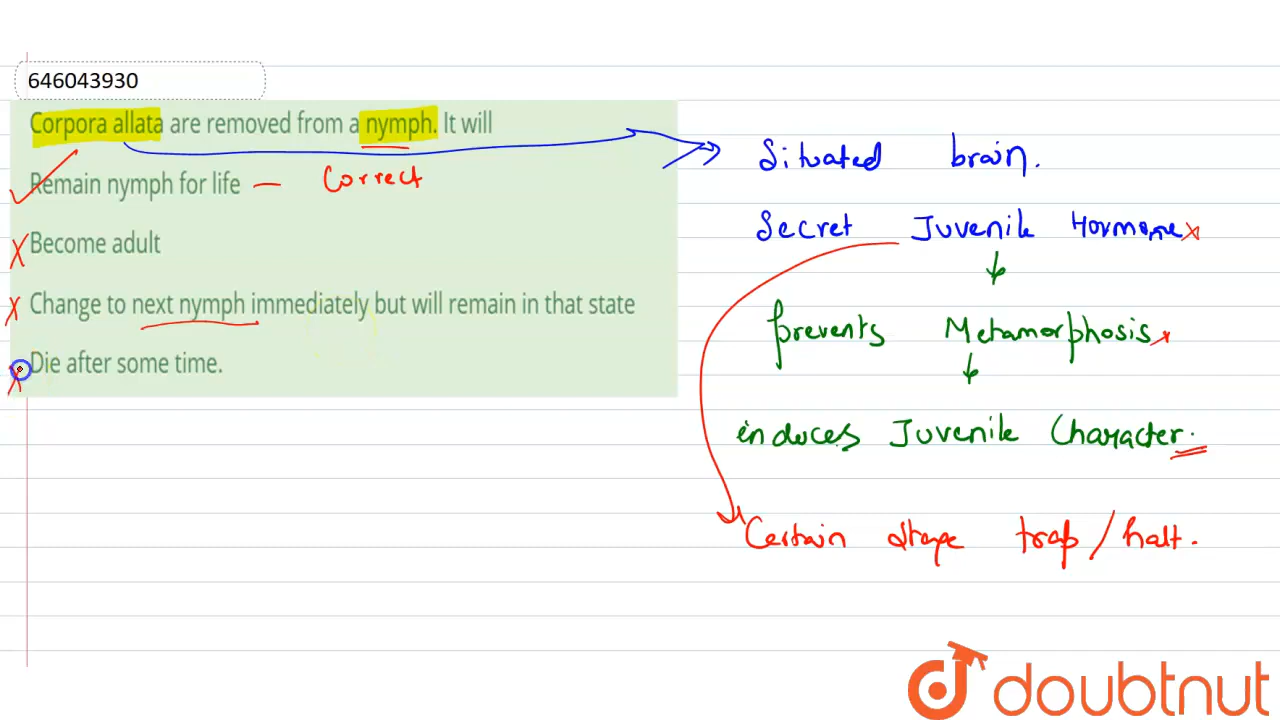 646043930
Corpora allata are removed from a nymph. It will
Remain nymph for life – Correct
Become adult
Change to next nymph immediately but will remain in that state
Die after some time.
Situated brain.
Secret Juvenile Hormone
prevents Metamorphosis
induces Juvenile Character.
Certain stage trap / halt.
doubtnut